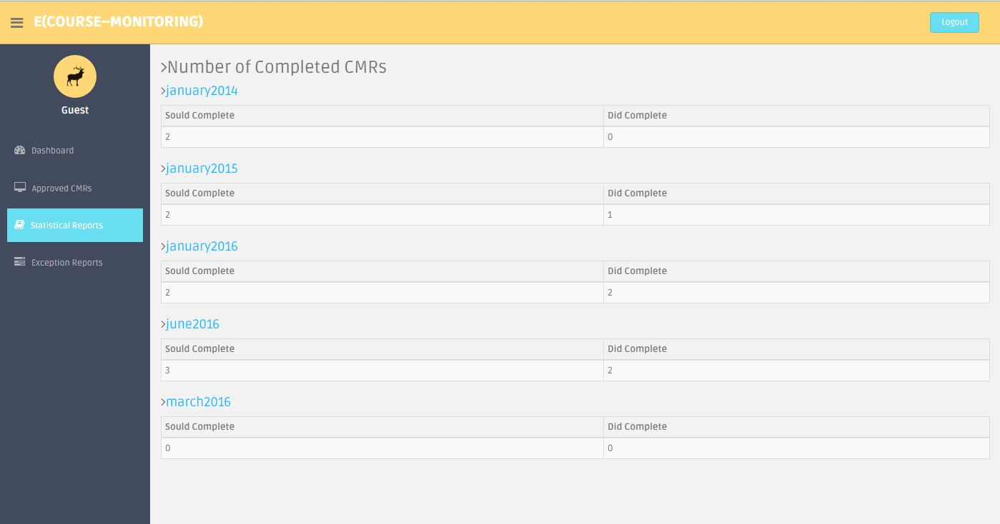 E(COURSE--MONITORING)
Logout
Guest
Dashboard
Approved CMRs
Statistical Reports
Exception Reports
>Number of Completed CMRs
>january2014
Sould Complete Did Complete
2 0
>january2015
Sould Complete Did Complete
2 1
>january2016
Sould Complete Did Complete
2 2
>june2016
Sould Complete Did Complete
3 2
>march2016
Sould Complete Did Complete
0 0